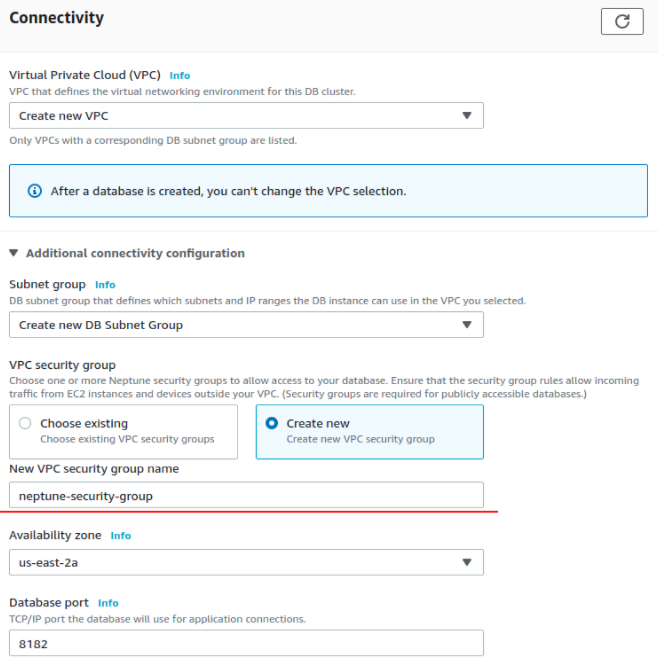 Connectivity
Virtual Private Cloud (VPC) Info
VPC that defines the virtual networking environment for this DB cluster.
Create new VPC
Only VPCs with a corresponding DB subnet group are listed.
After a database is created, you can't change the VPC selection.
Additional connectivity configuration
Subnet group Info
DB subnet group that defines which subnets and IP ranges the DB instance can use in the VPC you selected.
Create new DB Subnet Group
VPC security group
Choose one or more Neptune security groups to allow access to your database. Ensure that the security group rules allow incoming
traffic from EC2 instances and devices outside your VPC. (Security groups are required for publicly accessible databases.)
Choose existing
Choose existing VPC security groups
Create new
Create new VPC security group
New VPC security group name
neptune-security-group
Availability zone Info
us-east-2a
Database port Info
TCP/IP port the database will use for application connections.
8182